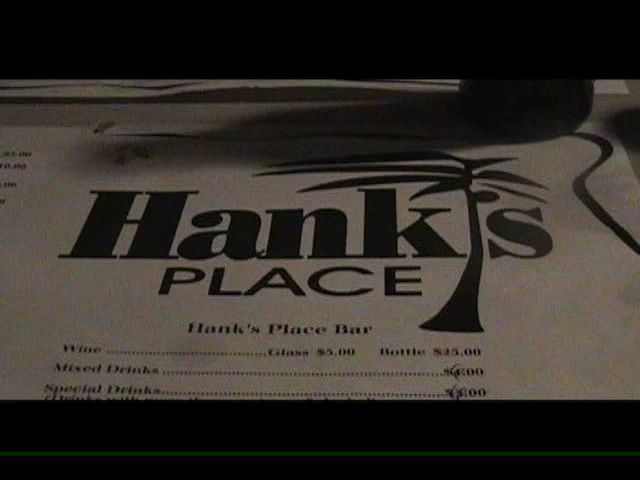 Hank's
PLACE
Hank's Place Bar
Wine ........................................Glass $5.00 Bottle $25.00
Mixed Drinks
Special Drinks